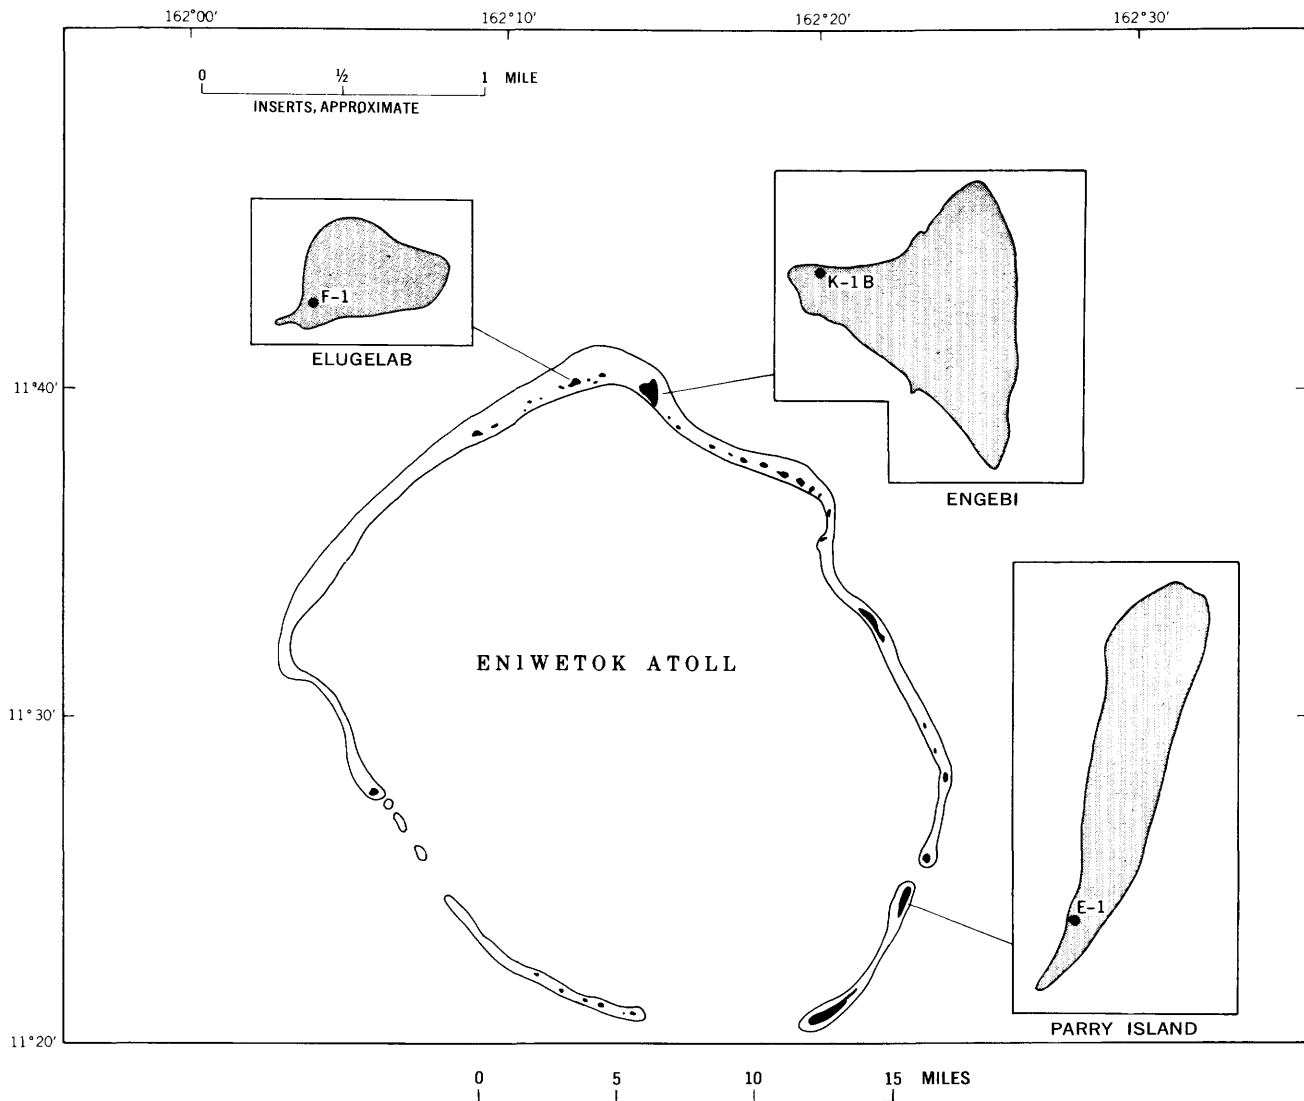 162°00' 162°10' 162°20' 162°30'
0 ½ 1 MILE
INSERTS, APPROXIMATE
K-1B
F-1
ELUGELAB
11°40'
ENGEBI
ENIWETOK ATOLL
11°30'
E-1
PARRY ISLAND
11°20'
0 5 10 15 MILES